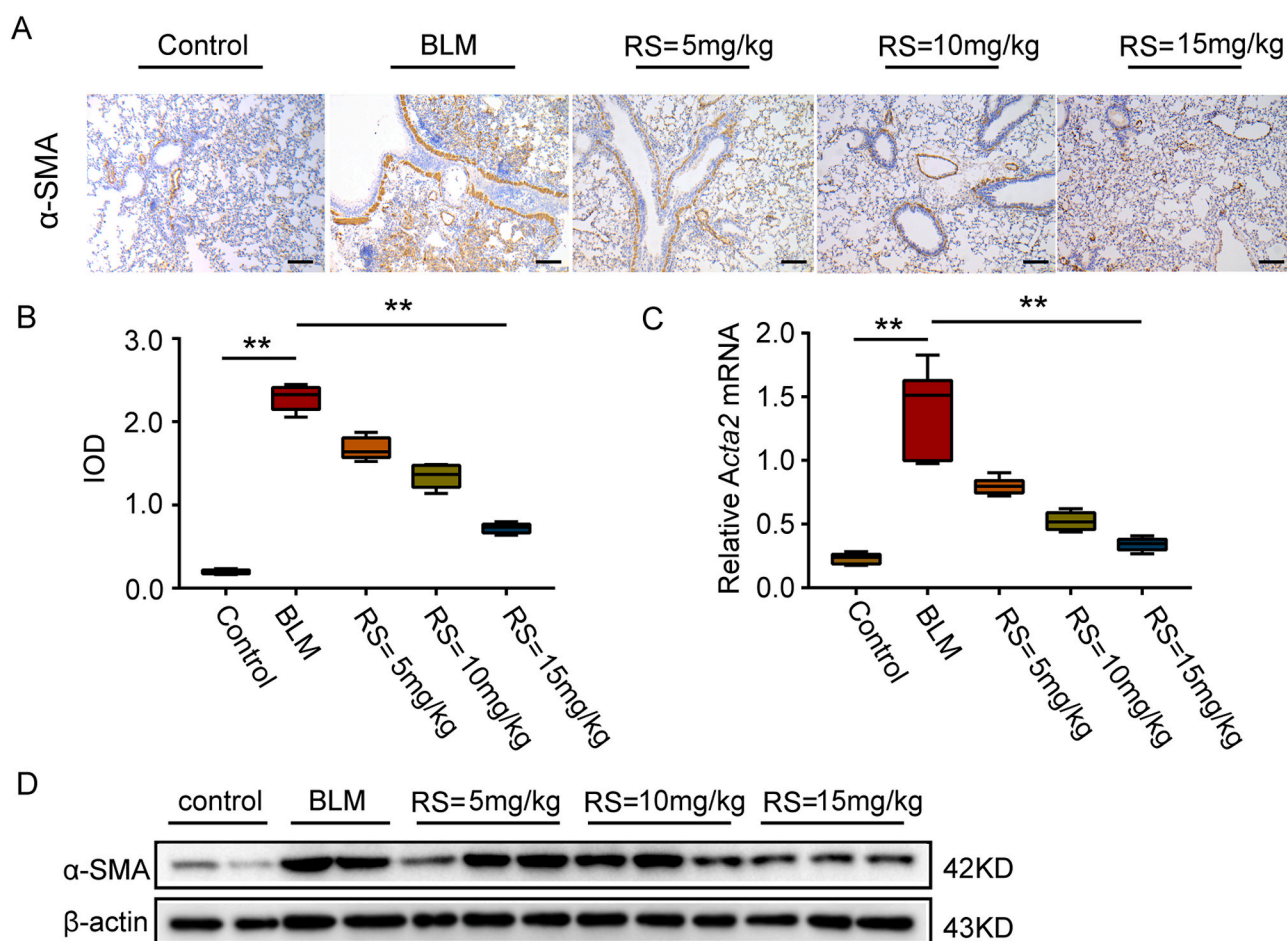 A
Control BLM RS=5mg/kg RS=10mg/kg RS=15mg/kg
α-SMA
B
**
**
3.0
2.0
1.0
0.0
IOD
Control
BLM
RS=5mg/kg
RS=10mg/kg
RS=15mg/kg
C
**
**
2.0
1.5
1.0
0.5
0.0
Relative Acta2 mRNA
Control
BLM
RS=5mg/kg
RS=10mg/kg
RS=15mg/kg
D
control BLM RS=5mg/kg RS=10mg/kg RS=15mg/kg
α-SMA 42KD
β-actin 43KD